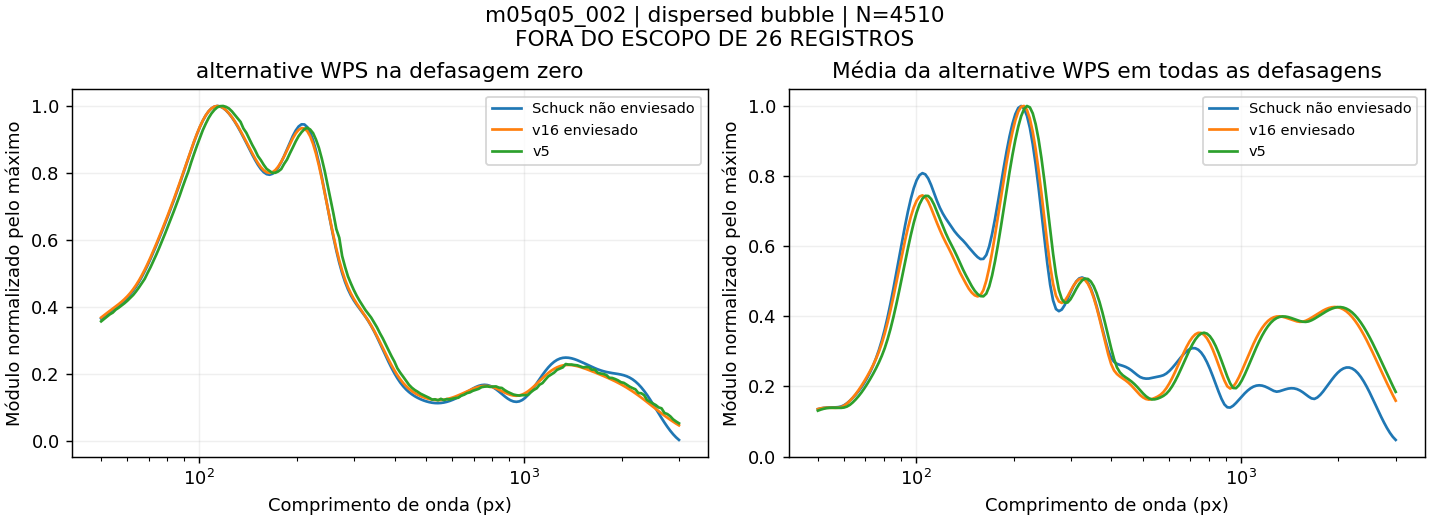 m05q05_002 | dispersed bubble | N=4510
FORA DO ESCOPO DE 26 REGISTROS
alternative WPS na defasagem zero
Módulo normalizado pelo máximo
1.0
0.8
0.6
0.4
0.2
0.0
Schuck não enviesado
v16 enviesado
v5
10²
10³
Comprimento de onda (px)
Média da alternative WPS em todas as defasagens
Módulo normalizado pelo máximo
1.0
0.8
0.6
0.4
0.2
0.0
Schuck não enviesado
v16 enviesado
v5
10²
10³
Comprimento de onda (px)